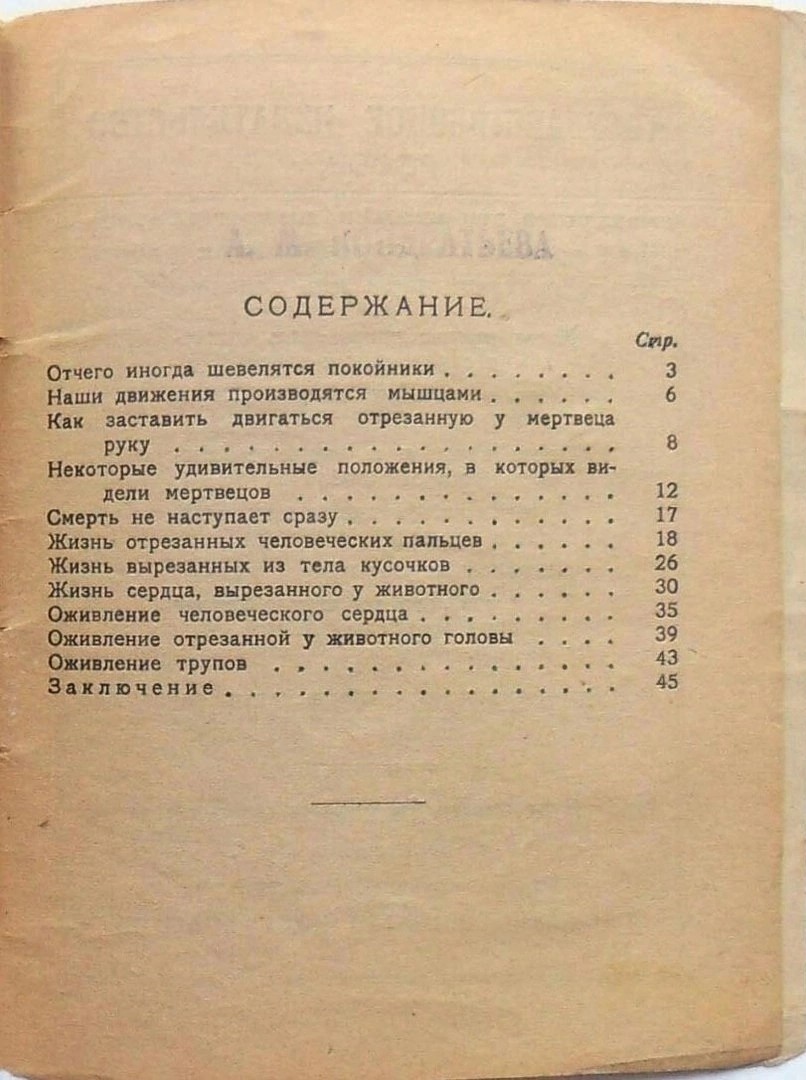 СОДЕРЖАНИЕ.
Стр.
Отчего иногда шевелятся покойники . . . . . . . . 3
Наши движения производятся мышцами . . . . . . 6
Как заставить двигаться отрезанную у мертвеца
руку . . . . . . . . . . . . . . . . . . . 8
Некоторые удивительные положения, в которых ви-
дели мертвецов . . . . . . . . . . . . . . 12
Смерть не наступает сразу . . . . . . . . . . . . 17
Жизнь отрезанных человеческих пальцев . . . . . . 18
Жизнь вырезанных из тела кусочков . . . . . . . 26
Жизнь сердца, вырезанного у животного . . . . . . 30
Оживление человеческого сердца . . . . . . . . . 35
Оживление отрезанной у животного головы . . . . 39
Оживление трупов . . . . . . . . . . . . . . . 43
Заключение . . . . . . . . . . . . . . . . . 45